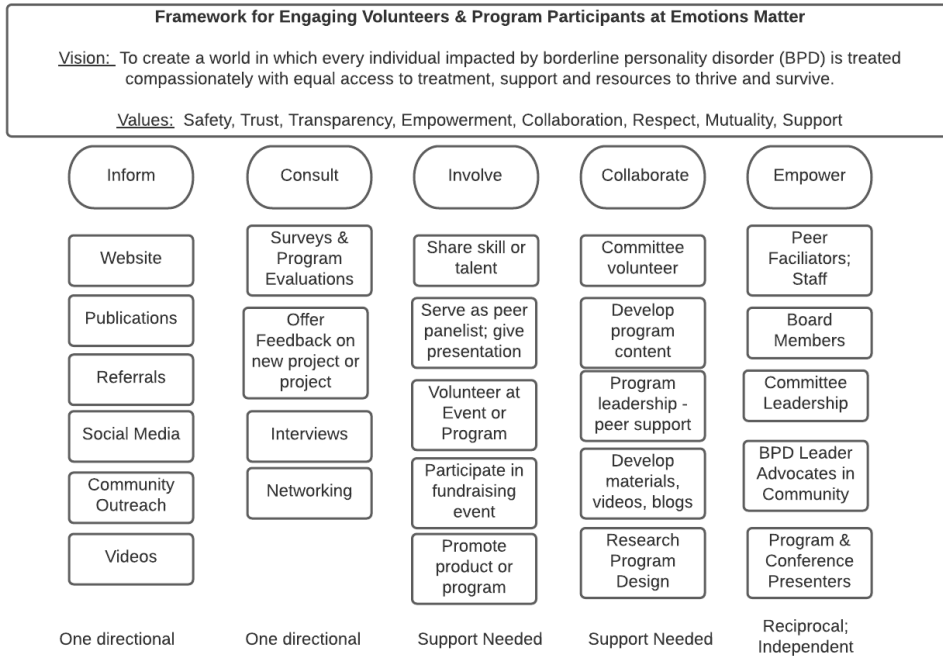 Framework for Engaging Volunteers & Program Participants at Emotions Matter
Vision: To create a world in which every individual impacted by borderline personality disorder (BPD) is treated
compassionately with equal access to treatment, support and resources to thrive and survive.
Values: Safety, Trust, Transparency, Empowerment, Collaboration, Respect, Mutuality, Support
Inform
Website
Publications
Referrals
Social Media
Community
Outreach
Videos
One directional
Consult
Surveys &
Program
Evaluations
Offer
Feedback on
new project or
project
Interviews
Networking
One directional
Involve
Share skill or
talent
Serve as peer
panelist; give
presentation
Volunteer at
Event or
Program
Participate in
fundraising
event
Promote
product or
program
Support Needed
Collaborate
Committee
volunteer
Develop
program
content
Program
leadership -
peer support
Develop
materials,
videos, blogs
Research
Program
Design
Support Needed
Empower
Peer
Faciliators;
Staff
Board
Members
Committee
Leadership
BPD Leader
Advocates in
Community
Program &
Conference
Presenters
Reciprocal;
Independent